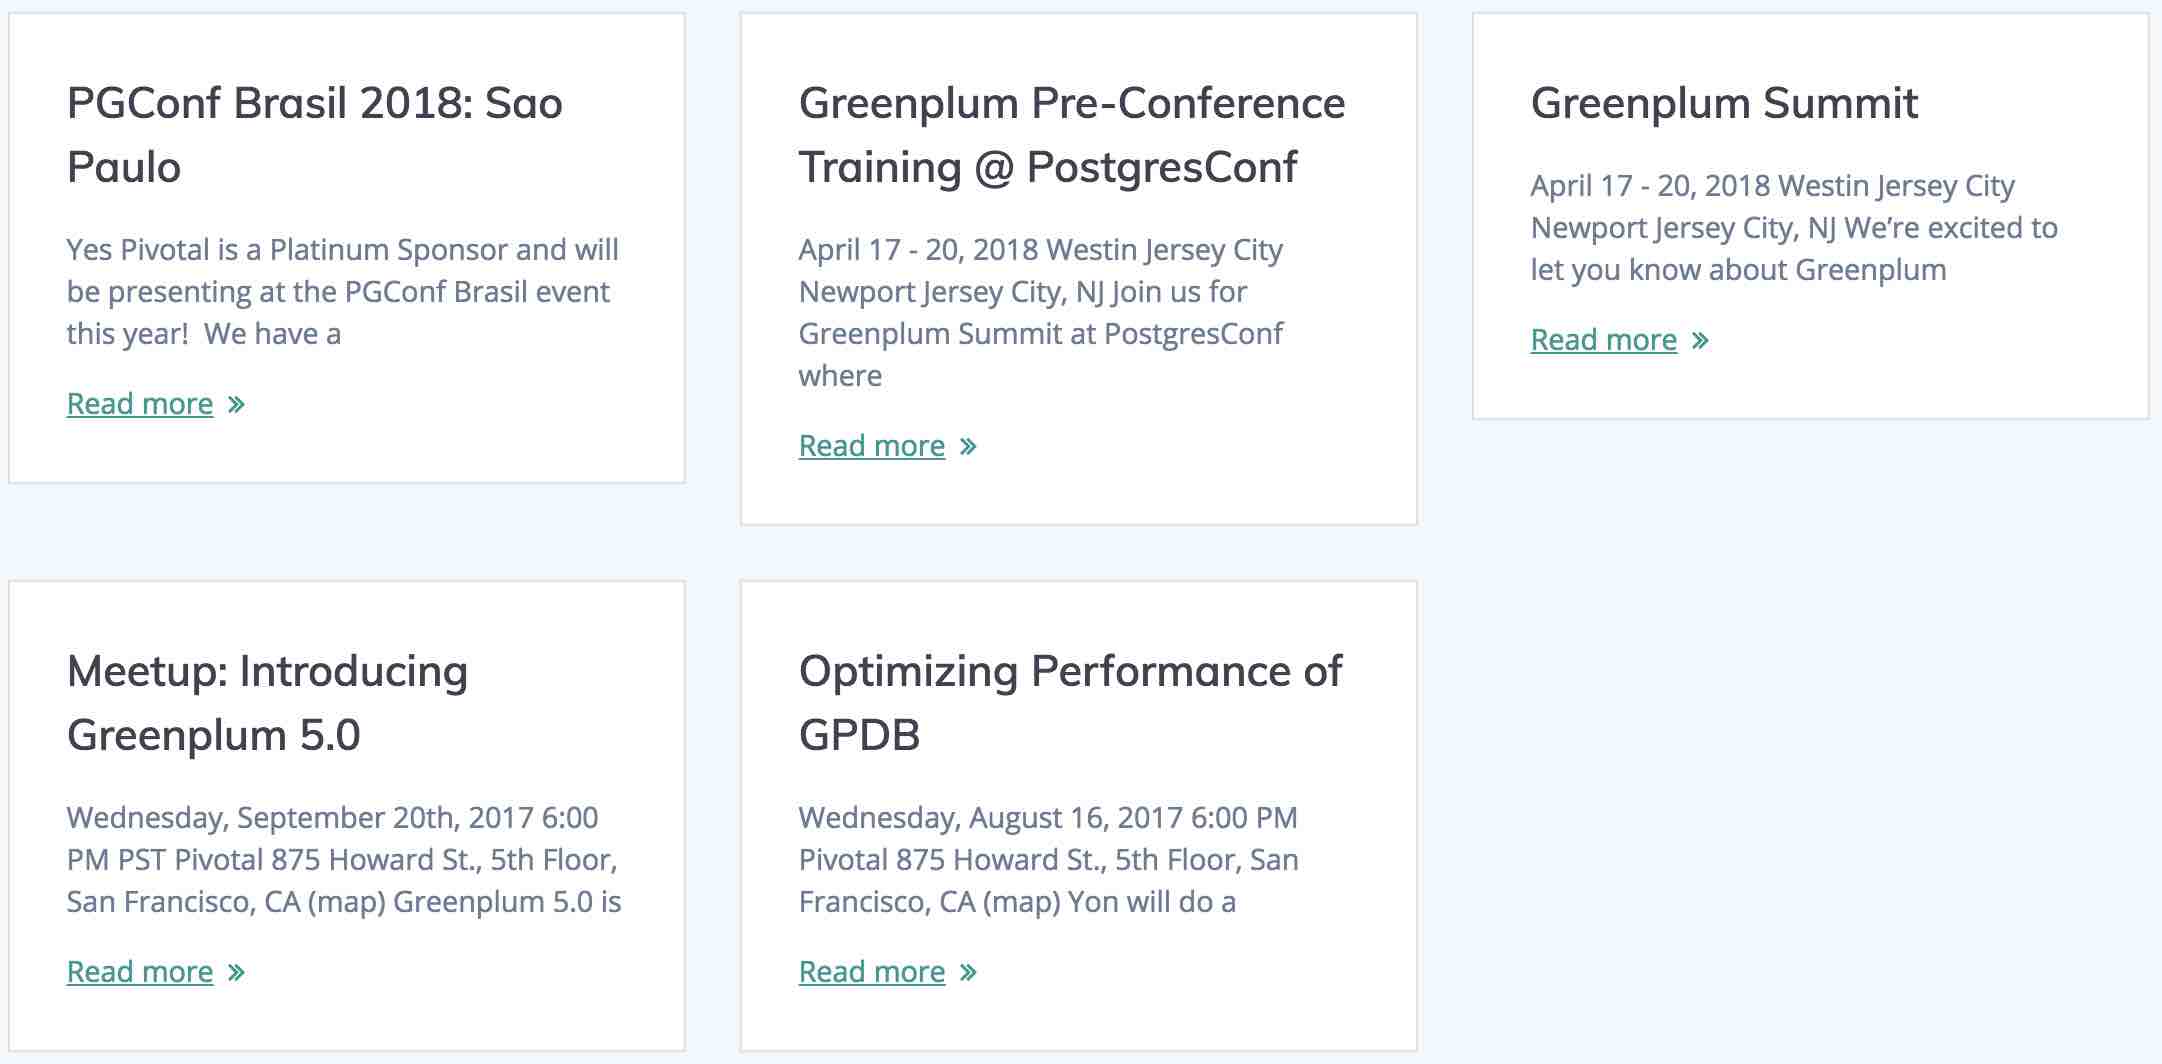 PGConf Brasil 2018: Sao
Paulo
Yes Pivotal is a Platinum Sponsor and will
be presenting at the PGConf Brasil event
this year!  We have a
Read more »
Greenplum Pre-Conference
Training @ PostgresConf
April 17 - 20, 2018 Westin Jersey City
Newport Jersey City, NJ Join us for
Greenplum Summit at PostgresConf
where
Read more »
Greenplum Summit
April 17 - 20, 2018 Westin Jersey City
Newport Jersey City, NJ We’re excited to
let you know about Greenplum
Read more »
Meetup: Introducing
Greenplum 5.0
Wednesday, September 20th, 2017 6:00
PM PST Pivotal 875 Howard St., 5th Floor,
San Francisco, CA (map) Greenplum 5.0 is
Read more »
Optimizing Performance of
GPDB
Wednesday, August 16, 2017 6:00 PM
Pivotal 875 Howard St., 5th Floor, San
Francisco, CA (map) Yon will do a
Read more »